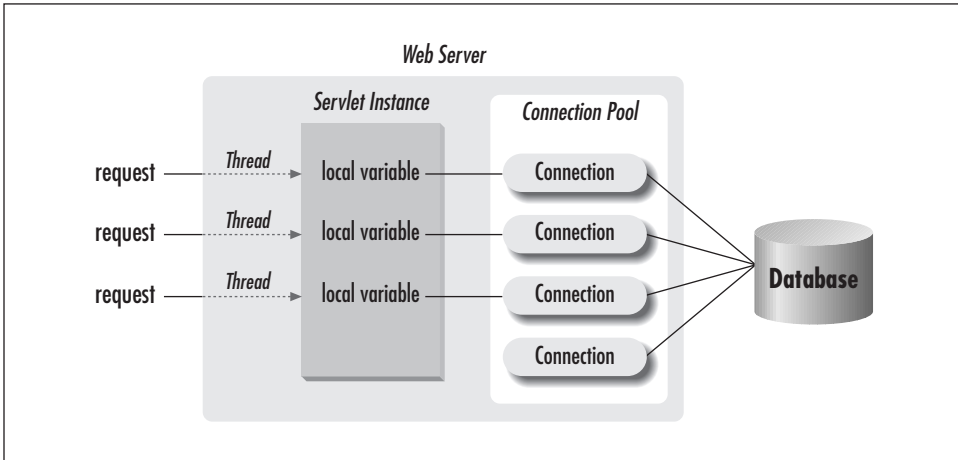 Web Server
Servlet Instance
Connection Pool
request
Thread
local variable
Connection
request
Thread
local variable
Connection
request
Thread
local variable
Connection
Connection
Database